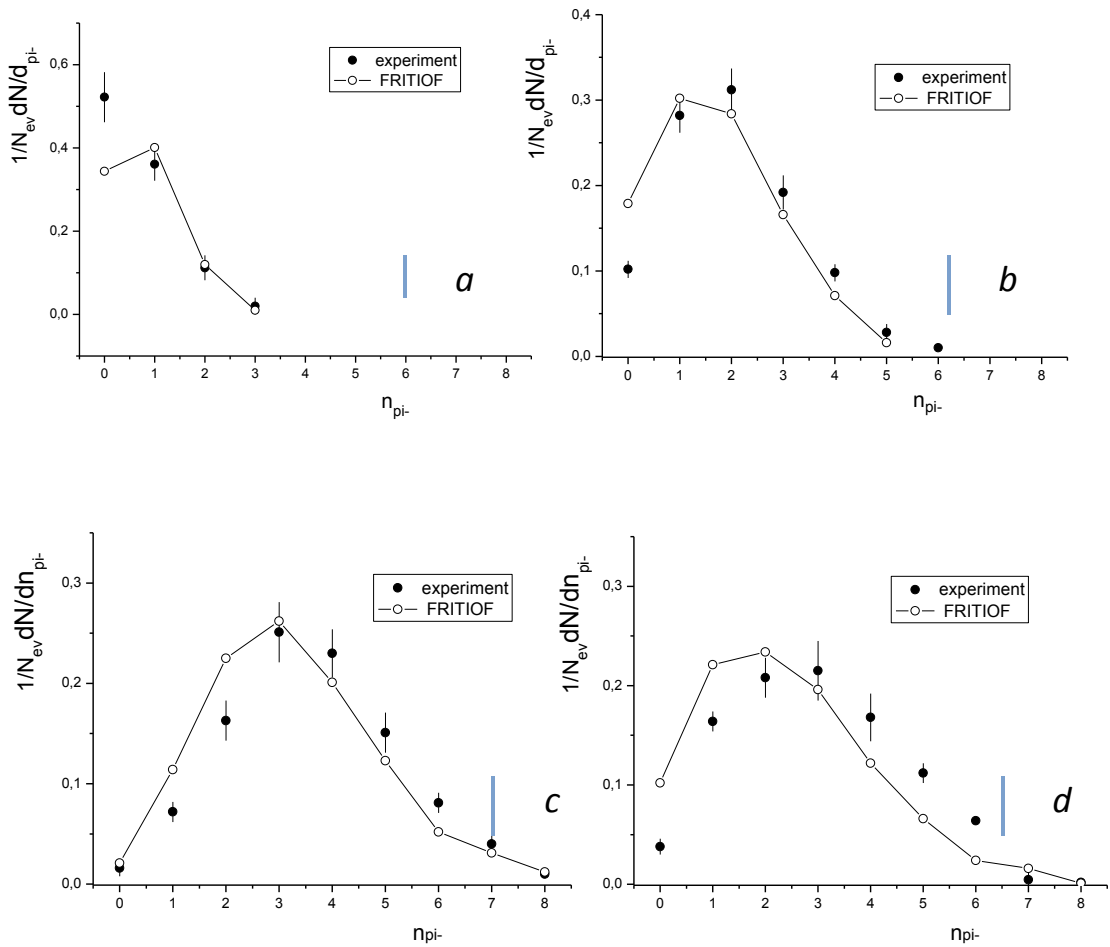 1/N_ev dN/d_pi-
experiment
FRITIOF
0,6
0,4
0,2
0,0
a
0 1 2 3 4 5 6 7 8
n_pi-
1/N_ev dN/d_pi-
experiment
FRITIOF
0,4
0,3
0,2
0,1
0,0
b
0 1 2 3 4 5 6 7 8
n_pi-
1/N_ev dN/dn_pi-
experiment
FRITIOF
0,3
0,2
0,1
0,0
c
0 1 2 3 4 5 6 7 8
n_pi-
1/N_ev dN/dn_pi-
experiment
FRITIOF
0,3
0,2
0,1
0,0
d
0 1 2 3 4 5 6 7 8
n_pi-